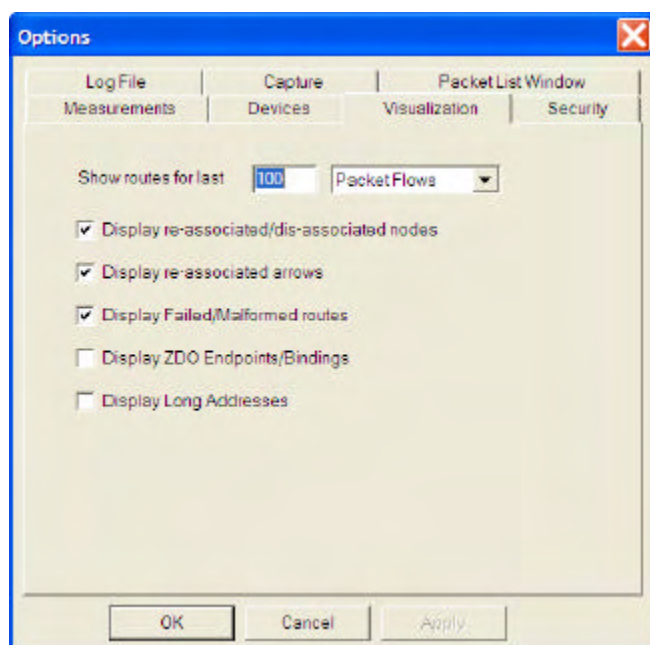 Options
Log File Capture Packet List Window
Measurements Devices Visualization Security
Show routes for last 100 Packet Flows
Display re-associated/dis-associated nodes
Display re-associated arrows
Display Failed/Malformed routes
Display ZDO Endpoints/Bindings
Display Long Addresses
OK Cancel Apply